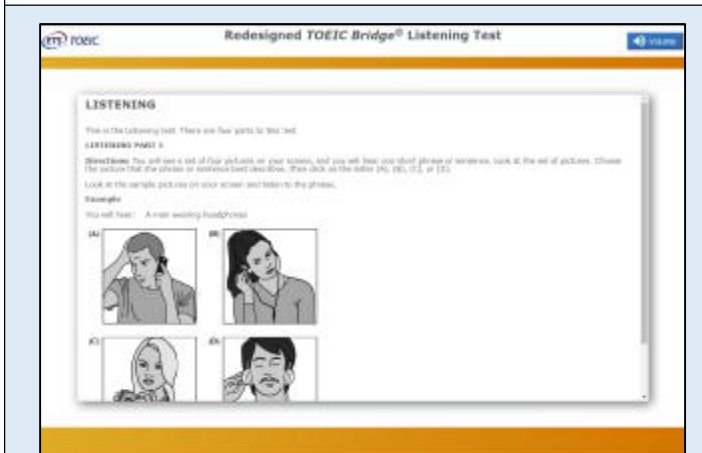 ETS TOEIC
Redesigned TOEIC Bridge® Listening Test
Volume
LISTENING
This is the Listening test. There are four parts to this test.
LISTENING PART 1
Directions: You will see a set of four pictures on your screen, and you will hear one short phrase or sentence. Look at the set of pictures. Choose
the picture that the phrase or sentence best describes. Then click on the letter (A), (B), (C), or (D).
Look at the sample pictures on your screen and listen to the phrases.
Example
You will hear: A man wearing headphones
(A)
(B)
(C)
(D)